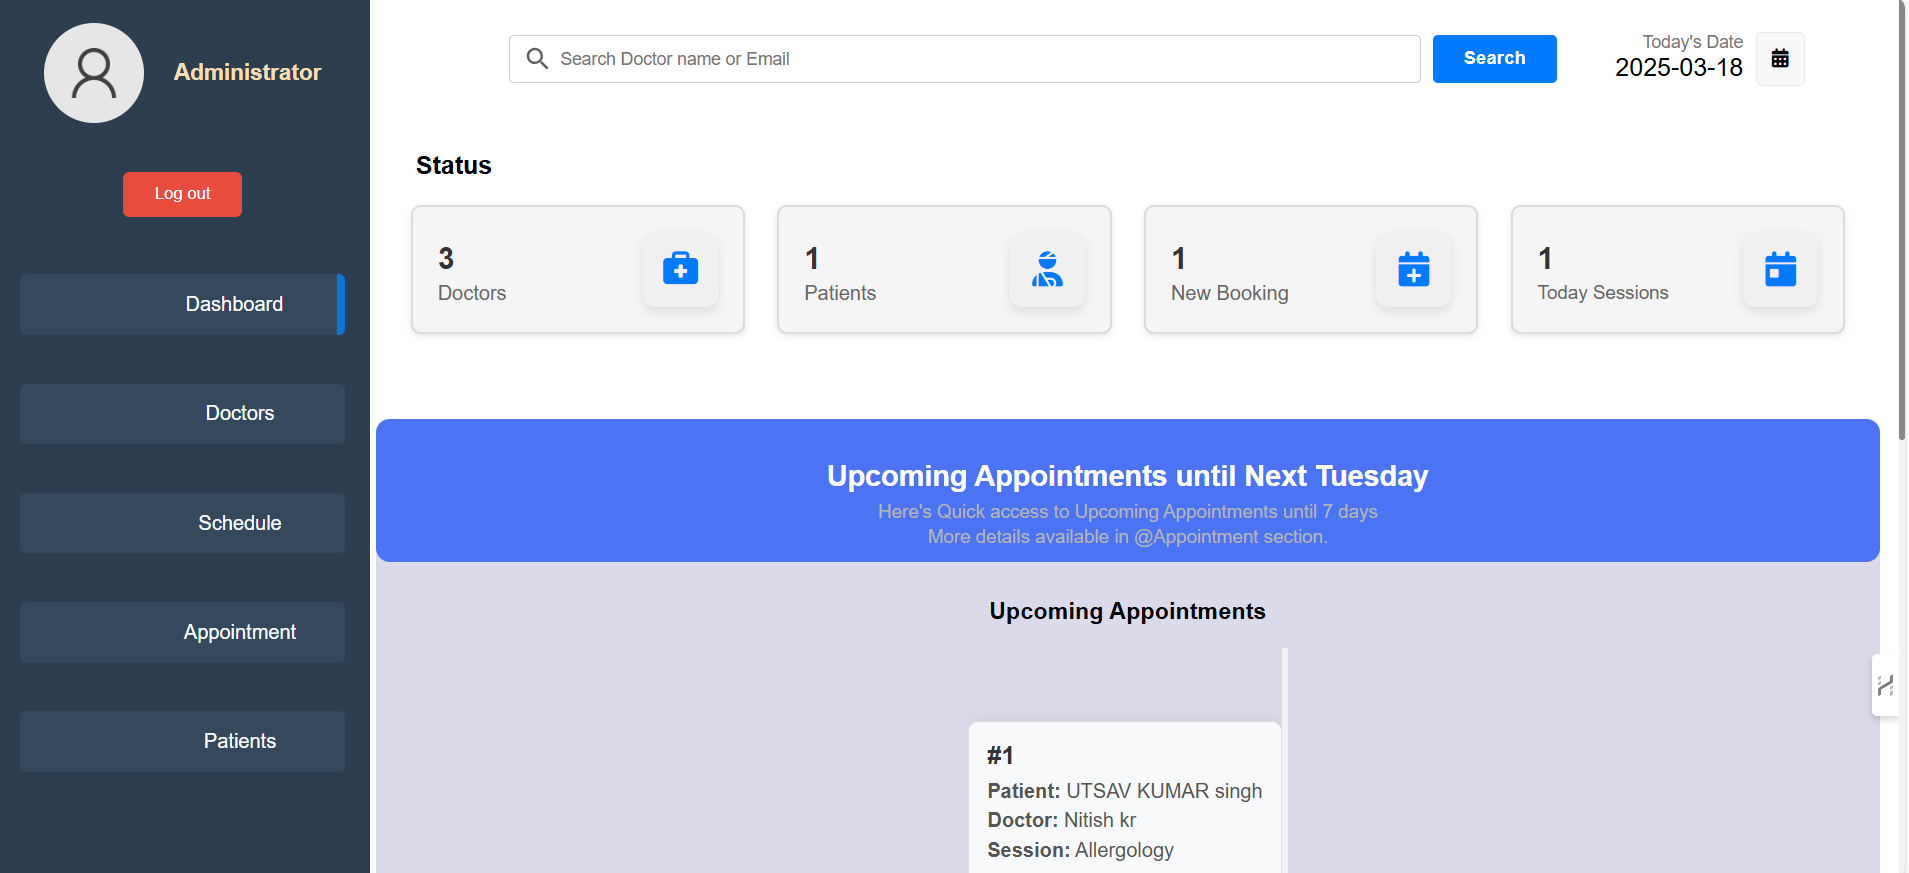 Administrator
Log out
Dashboard
Doctors
Schedule
Appointment
Patients
Search Doctor name or Email
Search
Today's Date
2025-03-18
Status
3
Doctors
1
Patients
1
New Booking
1
Today Sessions
Upcoming Appointments until Next Tuesday
Here's Quick access to Upcoming Appointments until 7 days
More details available in @Appointment section.
Upcoming Appointments
#1
Patient: UTSAV KUMAR singh
Doctor: Nitish kr
Session: Allergology